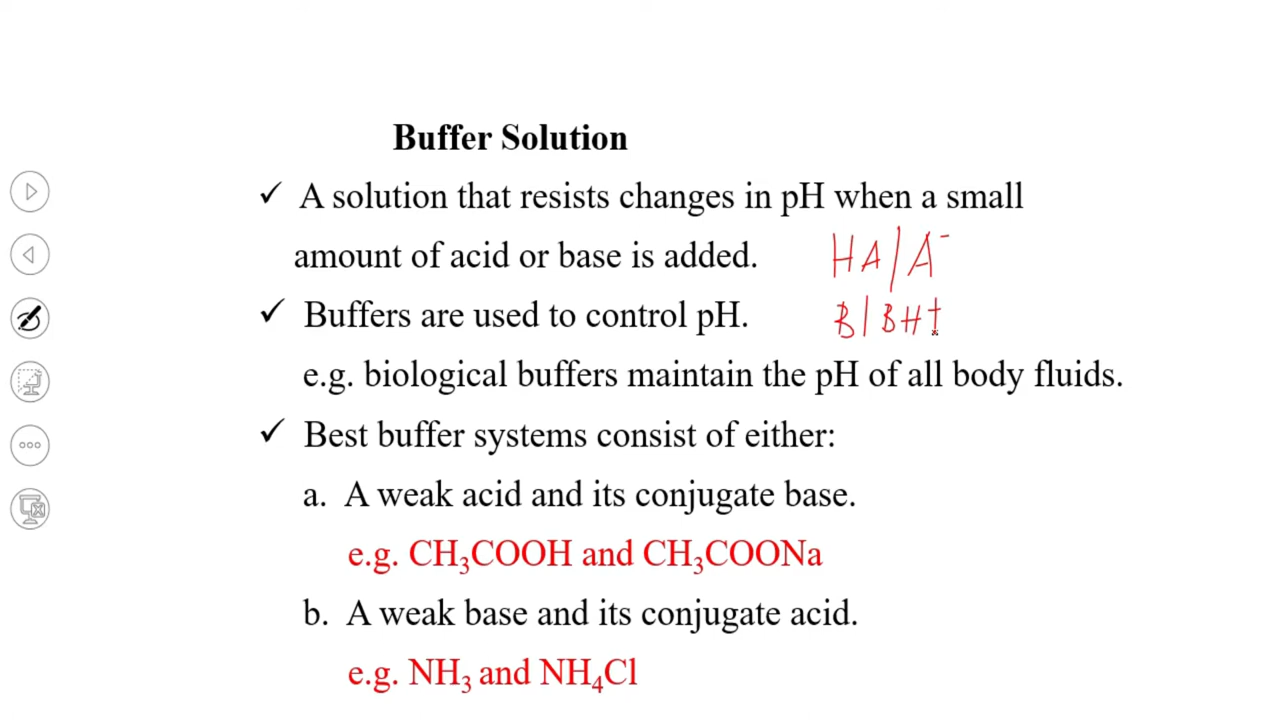 Buffer Solution
✓ A solution that resists changes in pH when a small
amount of acid or base is added.
HA/A⁻
✓ Buffers are used to control pH.
B/BH⁺
e.g. biological buffers maintain the pH of all body fluids.
✓ Best buffer systems consist of either:
a. A weak acid and its conjugate base.
e.g. CH₃COOH and CH₃COONa
b. A weak base and its conjugate acid.
e.g. NH₃ and NH₄Cl